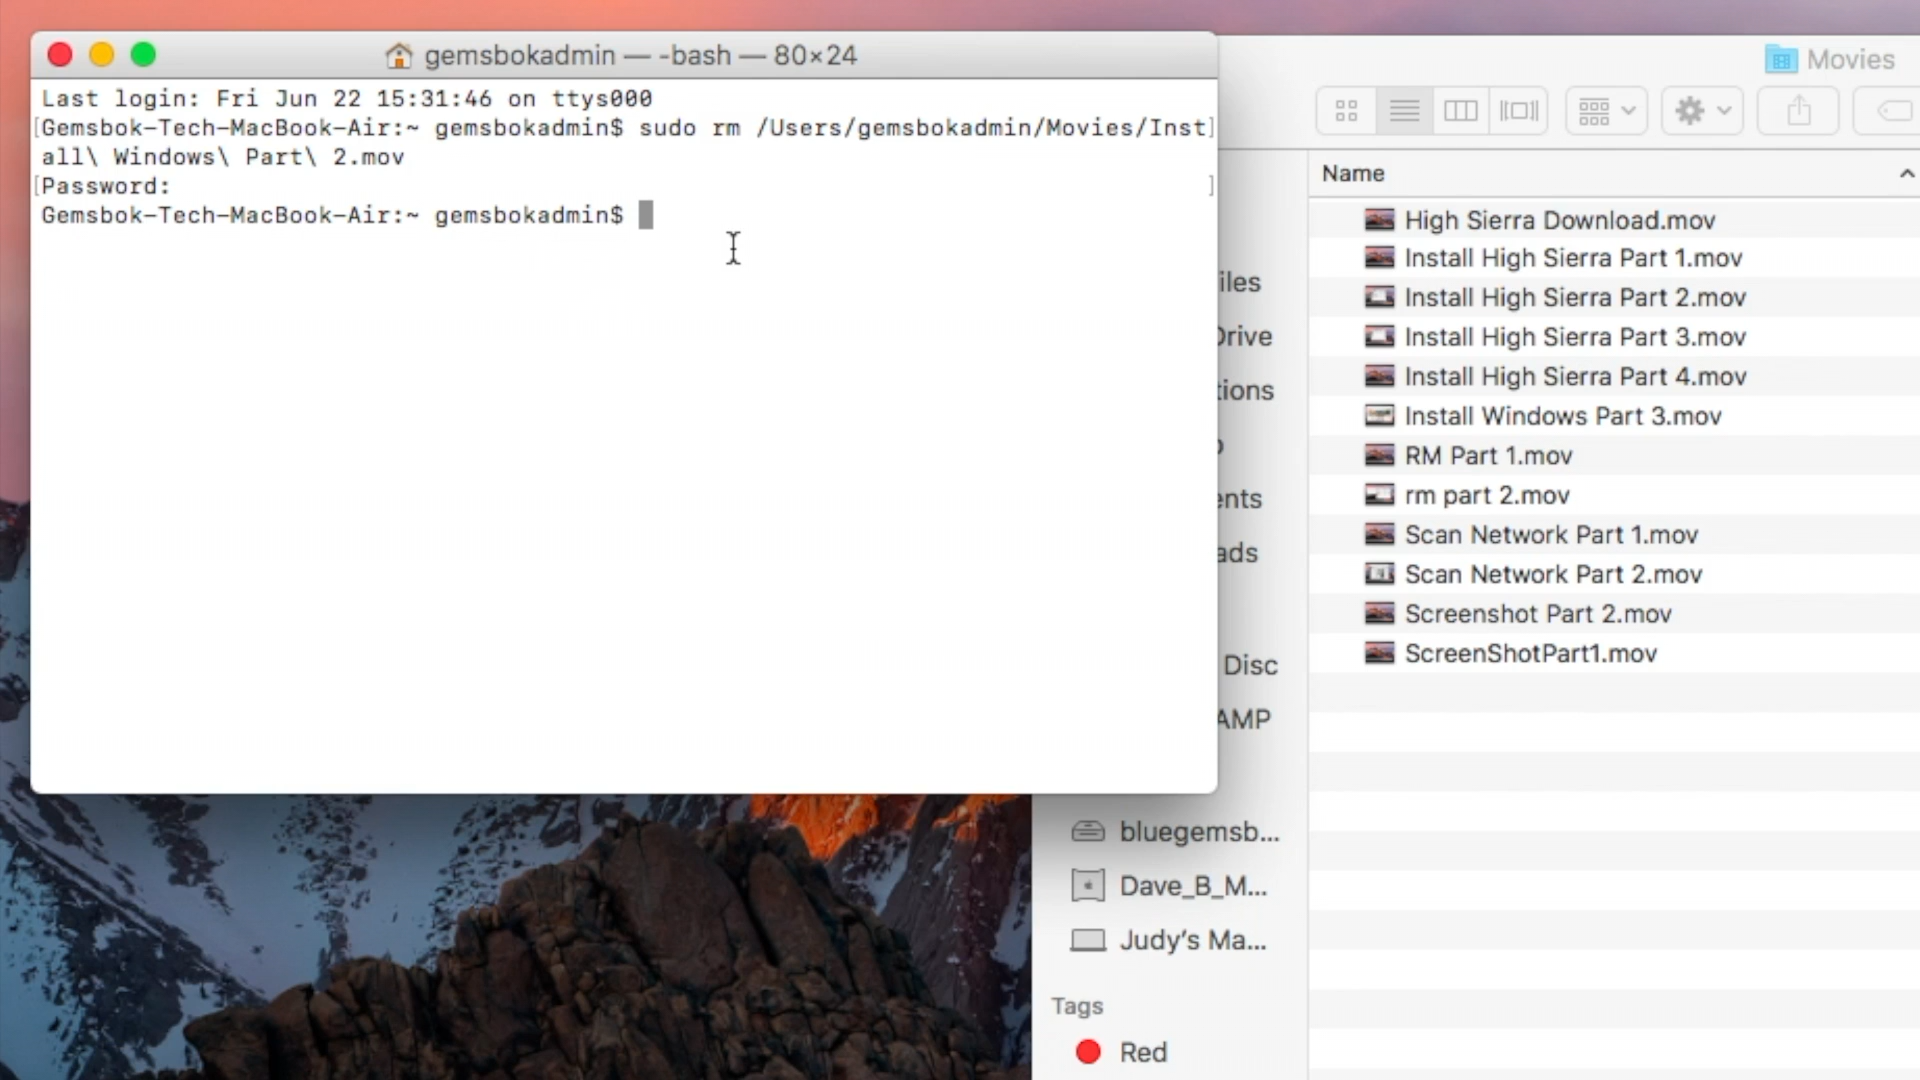 gemsbokadmin — -bash — 80×24
Last login: Fri Jun 22 15:31:46 on ttys000
[Gemsbok-Tech-MacBook-Air:~ gemsbokadmin$ sudo rm /Users/gemsbokadmin/Movies/Inst]
all\ Windows\ Part\ 2.mov
[Password: ]
Gemsbok-Tech-MacBook-Air:~ gemsbokadmin$
Movies
Name
High Sierra Download.mov
Install High Sierra Part 1.mov
Install High Sierra Part 2.mov
Install High Sierra Part 3.mov
Install High Sierra Part 4.mov
Install Windows Part 3.mov
RM Part 1.mov
rm part 2.mov
Scan Network Part 1.mov
Scan Network Part 2.mov
Screenshot Part 2.mov
ScreenShotPart1.mov
iles
Drive
tions
ents
ads
Disc
AMP
bluegemsb...
Dave_B_M...
Judy's Ma...
Tags
Red